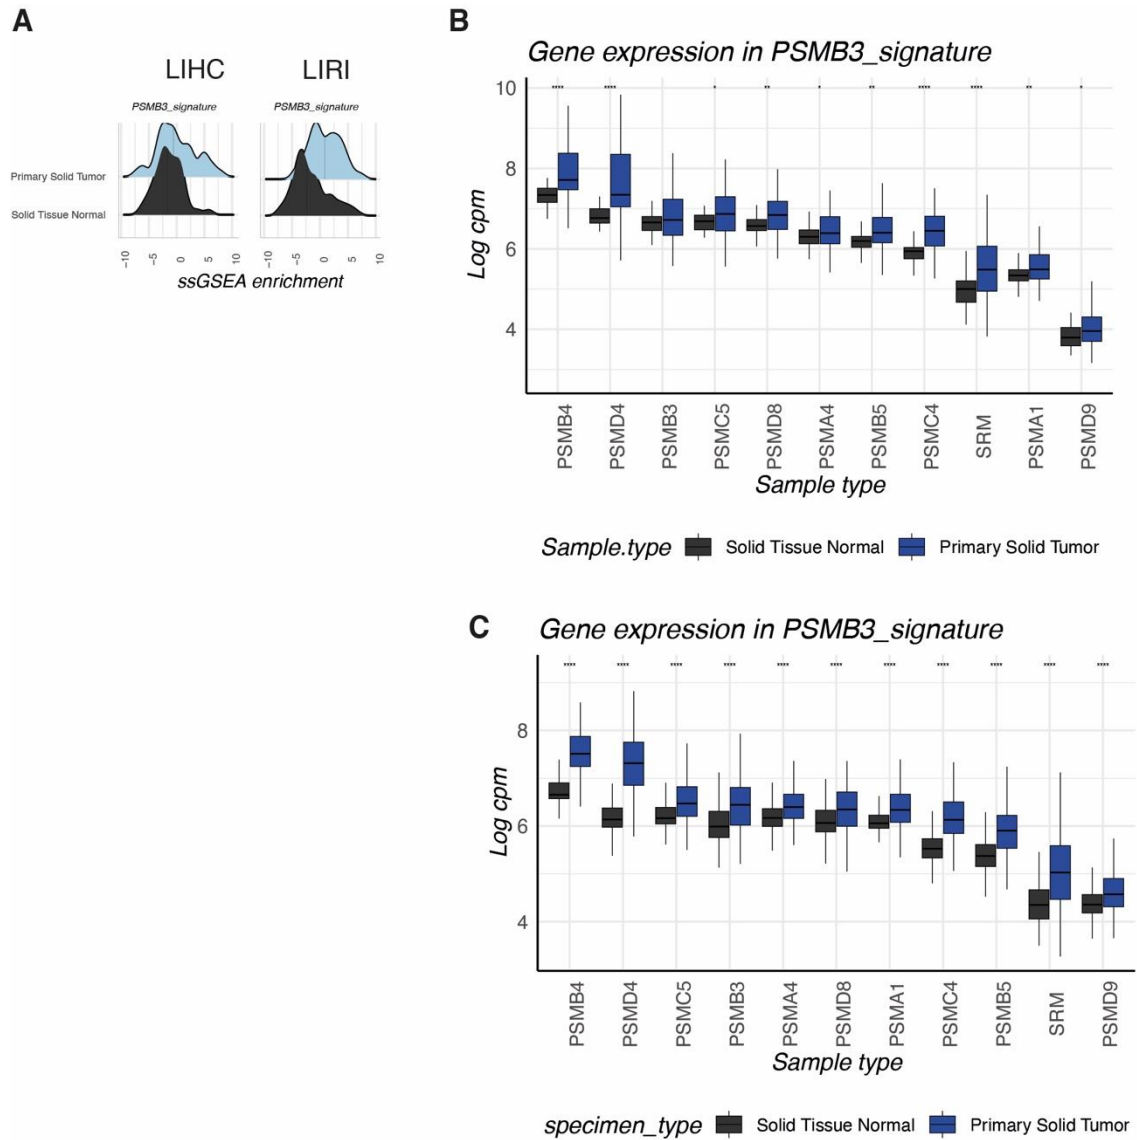 A
LIHC LIRI
PSMB3_signature PSMB3_signature
Primary Solid Tumor
Solid Tissue Normal
-10 -5 0 5 10 -10 -5 0 5 10
ssGSEA enrichment
B
Gene expression in PSMB3_signature
**** **** * ** * ** **** **** ** *
10
8
6
4
Log cpm
PSMB4 PSMD4 PSMB3 PSMC5 PSMD8 PSMA4 PSMB5 PSMC4 SRM PSMA1 PSMD9
Sample type
Sample.type Solid Tissue Normal Primary Solid Tumor
C
Gene expression in PSMB3_signature
**** **** **** **** **** **** **** **** **** **** ****
8
6
4
Log cpm
PSMB4 PSMD4 PSMC5 PSMB3 PSMA4 PSMD8 PSMA1 PSMC4 PSMB5 SRM PSMD9
Sample type
specimen_type Solid Tissue Normal Primary Solid Tumor